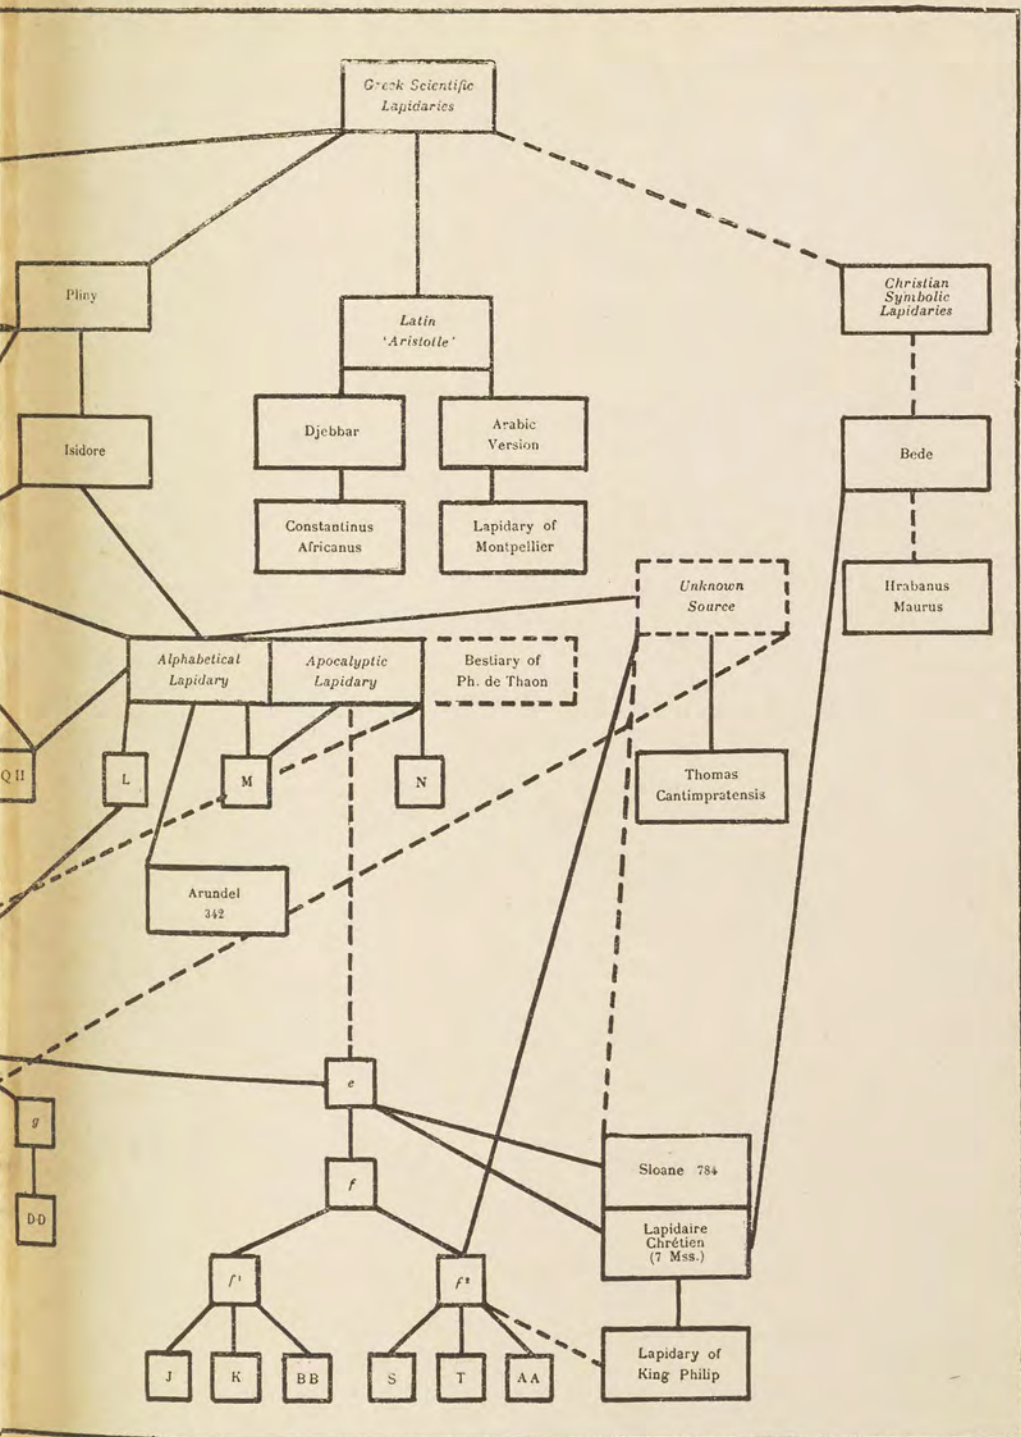 Greek Scientific
Lapidaries
Pliny
Latin
'Aristotle'
Christian
Symbolic
Lapidaries
Isidore
Djebbar
Arabic
Version
Bede
Constantinus
Africanus
Lapidary of
Montpellier
Unknown
Source
Hrabanus
Maurus
Alphabetical
Lapidary
Apocalyptic
Lapidary
Bestiary of
Ph. de Thaon
Q II
L
M
N
Thomas
Cantimpratensis
Arundel
342
e
g
f
Sloane 784
D-D
Lapidaire
Chrétien
(7 Mss.)
f¹
f²
J
K
BB
S
T
AA
Lapidary of
King Philip